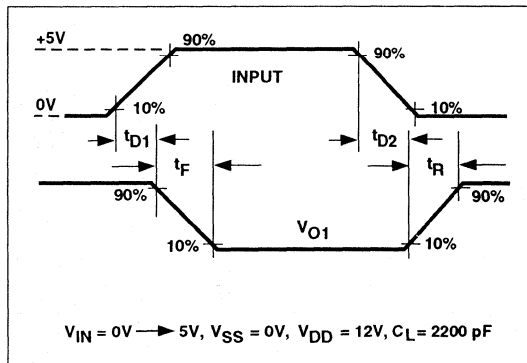 +5V
90%
90%
INPUT
0V
10%
10%
tD1
tD2
tF
tR
90%
90%
VO1
10%
10%
VIN = 0V → 5V, VSS = 0V, VDD = 12V, CL = 2200 pF